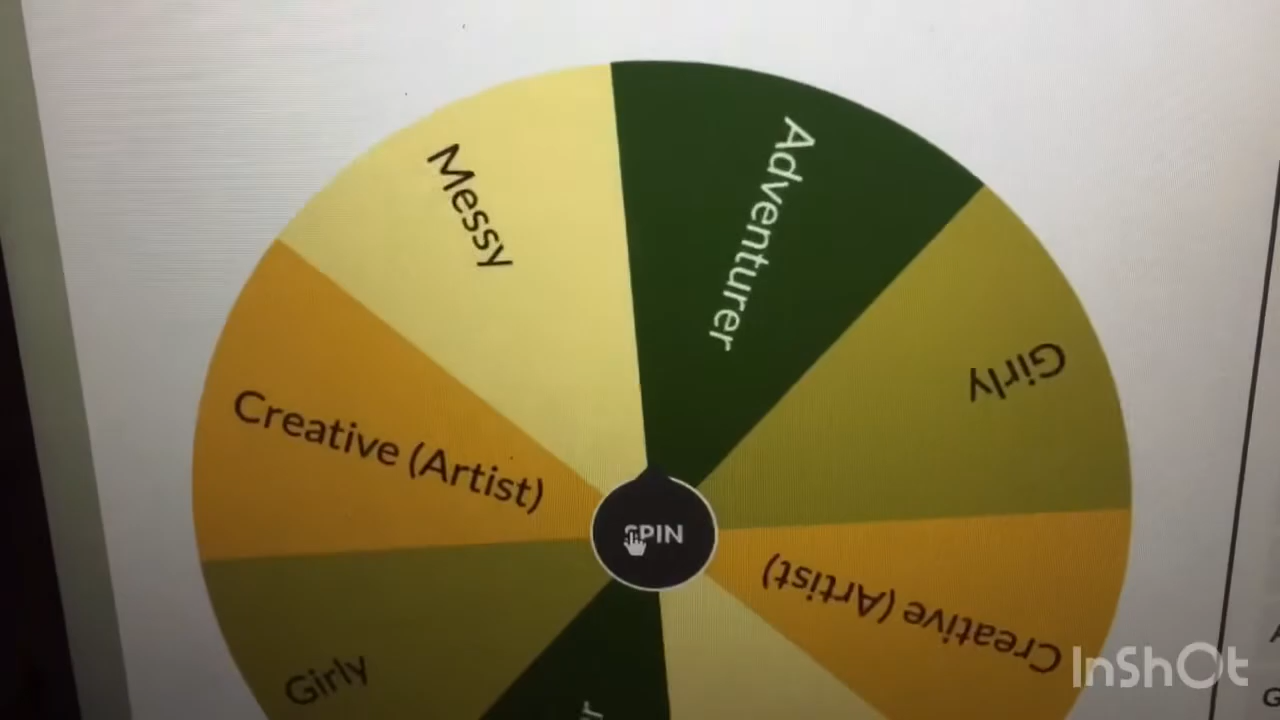 Messy
Adventurer
Girly
Creative (Artist)
SPIN
Creative (Artist)
Girly
InShOt